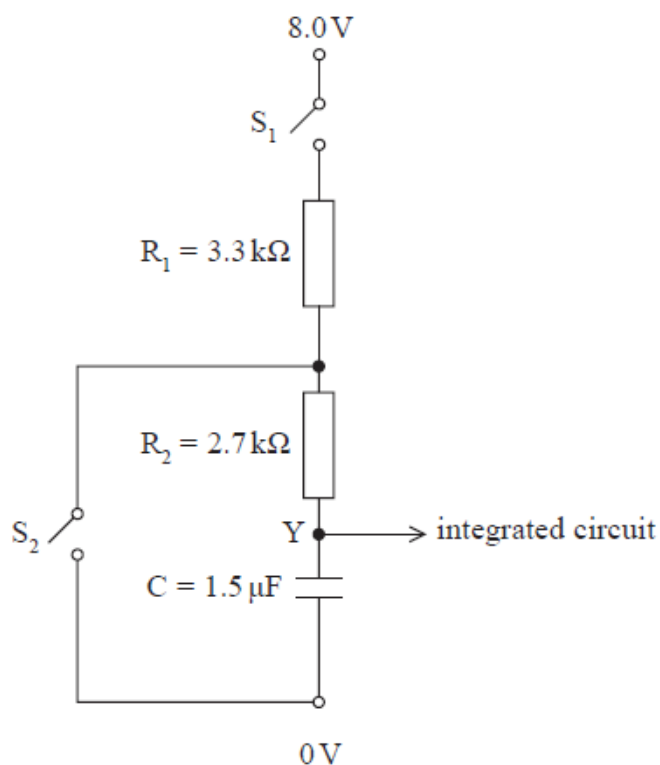 8.0 V
S₁
R₁ = 3.3 kΩ
R₂ = 2.7 kΩ
S₂
Y
integrated circuit
C = 1.5 μF
0 V